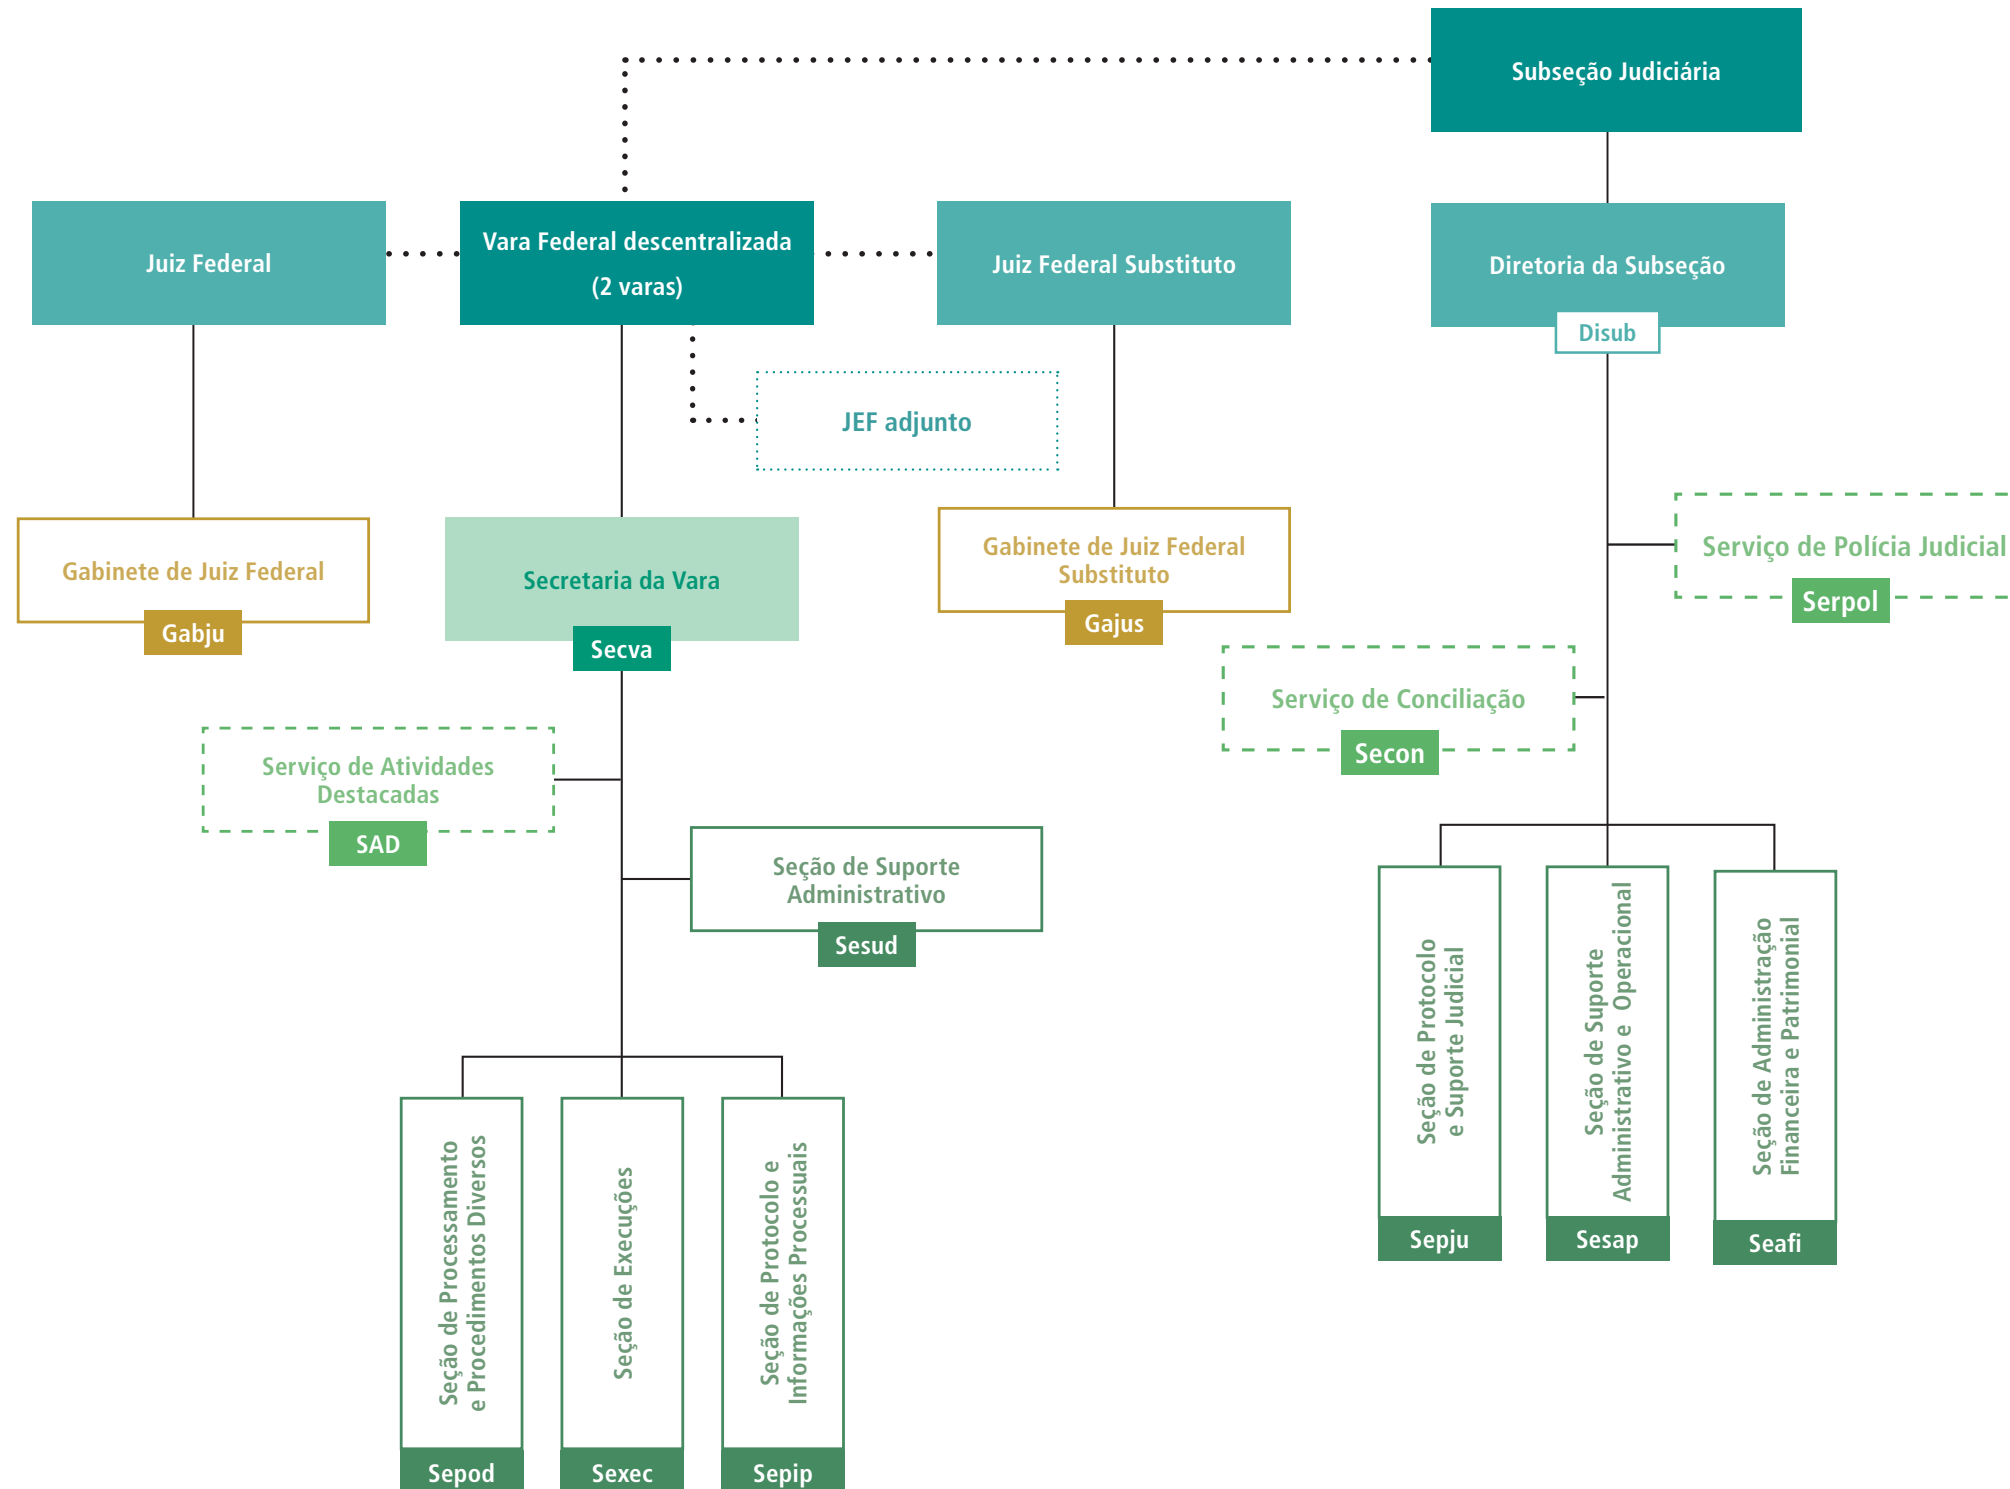 Subseção Judiciária
Juiz Federal
Vara Federal descentralizada
(2 varas)
Juiz Federal Substituto
Diretoria da Subseção
Disub
JEF adjunto
Gabinete de Juiz Federal
Gabju
Secretaria da Vara
Secva
Gabinete de Juiz Federal
Substituto
Gajus
Serviço de Polícia Judicial
Serpol
Serviço de Conciliação
Secon
Serviço de Atividades
Destacadas
SAD
Seção de Suporte
Administrativo
Sesud
Seção de Protocolo
e Suporte Judicial
Sepju
Seção de Suporte
Administrativo e Operacional
Sesap
Seção de Administração
Financeira e Patrimonial
Seafi
Seção de Processamento
e Procedimentos Diversos
Sepod
Seção de Execuções
Sexec
Seção de Protocolo e
Informações Processuais
Sepip